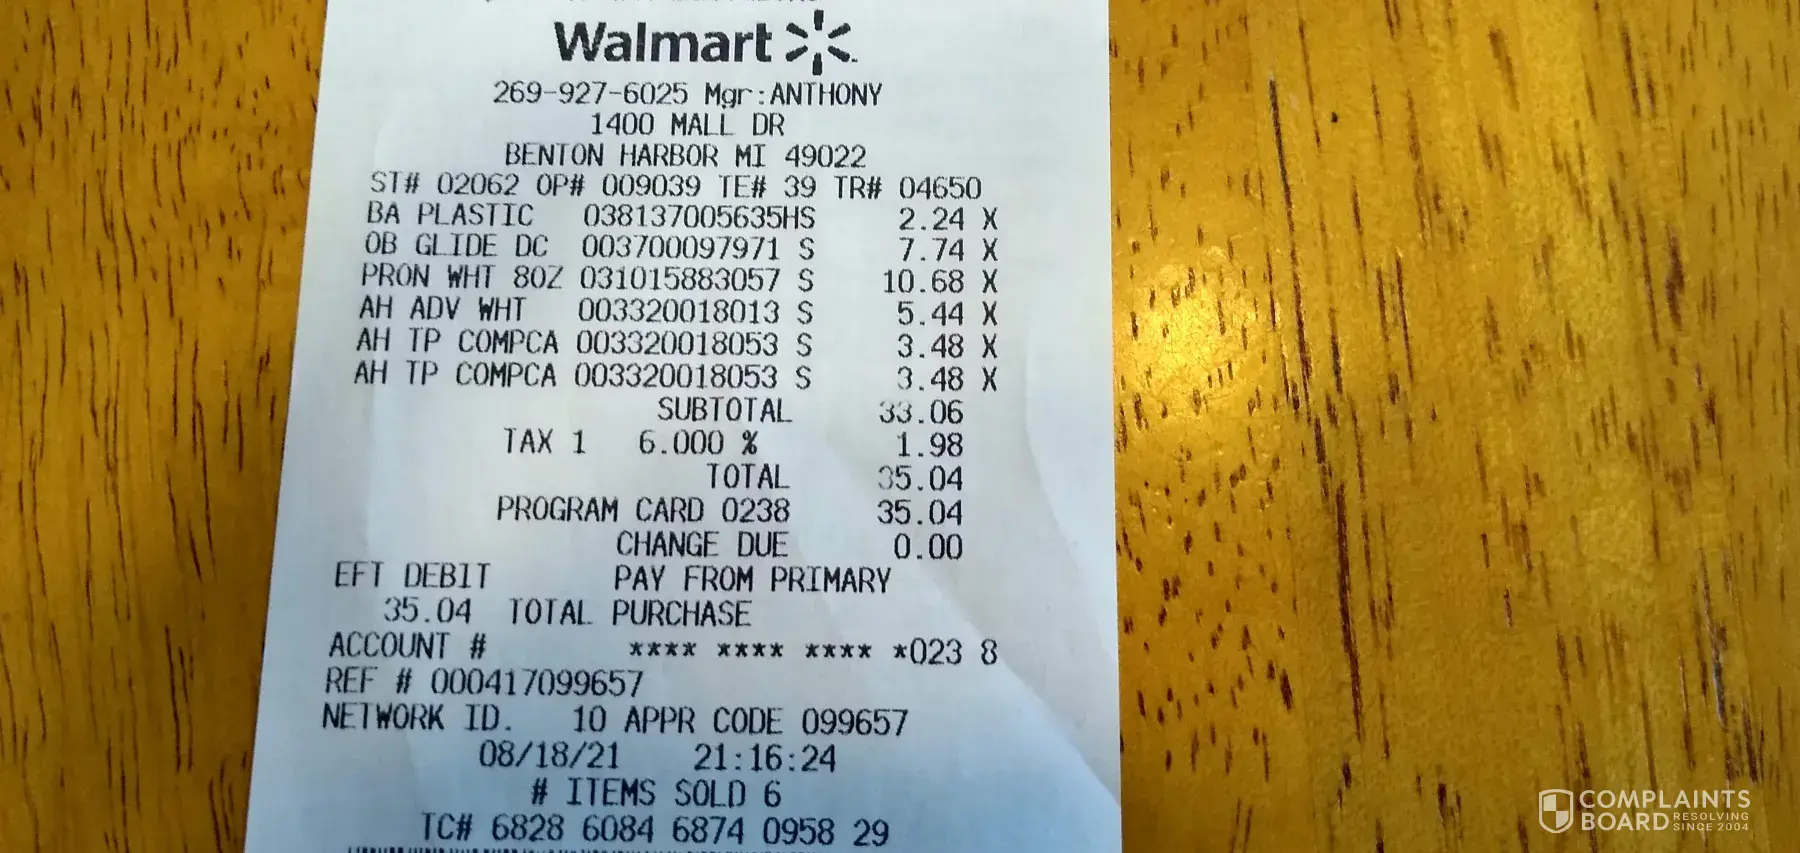 Walmart
269-927-6025 Mgr:ANTHONY
1400 MALL DR
BENTON HARBOR MI 49022
ST# 02062 OP# 009039 TE# 39 TR# 04650
BA PLASTIC 038137005635HS 2.24 X
OB GLIDE DC 003700097971 S 7.74 X
PRON WHT 8OZ 031015883057 S 10.68 X
AH ADV WHT 003320018013 S 5.44 X
AH TP COMPCA 003320018053 S 3.48 X
AH TP COMPCA 003320018053 S 3.48 X
SUBTOTAL 33.06
TAX 1 6.000 % 1.98
TOTAL 35.04
PROGRAM CARD 0238 35.04
CHANGE DUE 0.00
EFT DEBIT PAY FROM PRIMARY
35.04 TOTAL PURCHASE
ACCOUNT # **** **** **** *023 8
REF # 000417099657
NETWORK ID. 10 APPR CODE 099657
08/18/21 21:16:24
# ITEMS SOLD 6
TC# 6828 6084 6874 0958 29
COMPLAINTS
BOARD RESOLVING
SINCE 2004